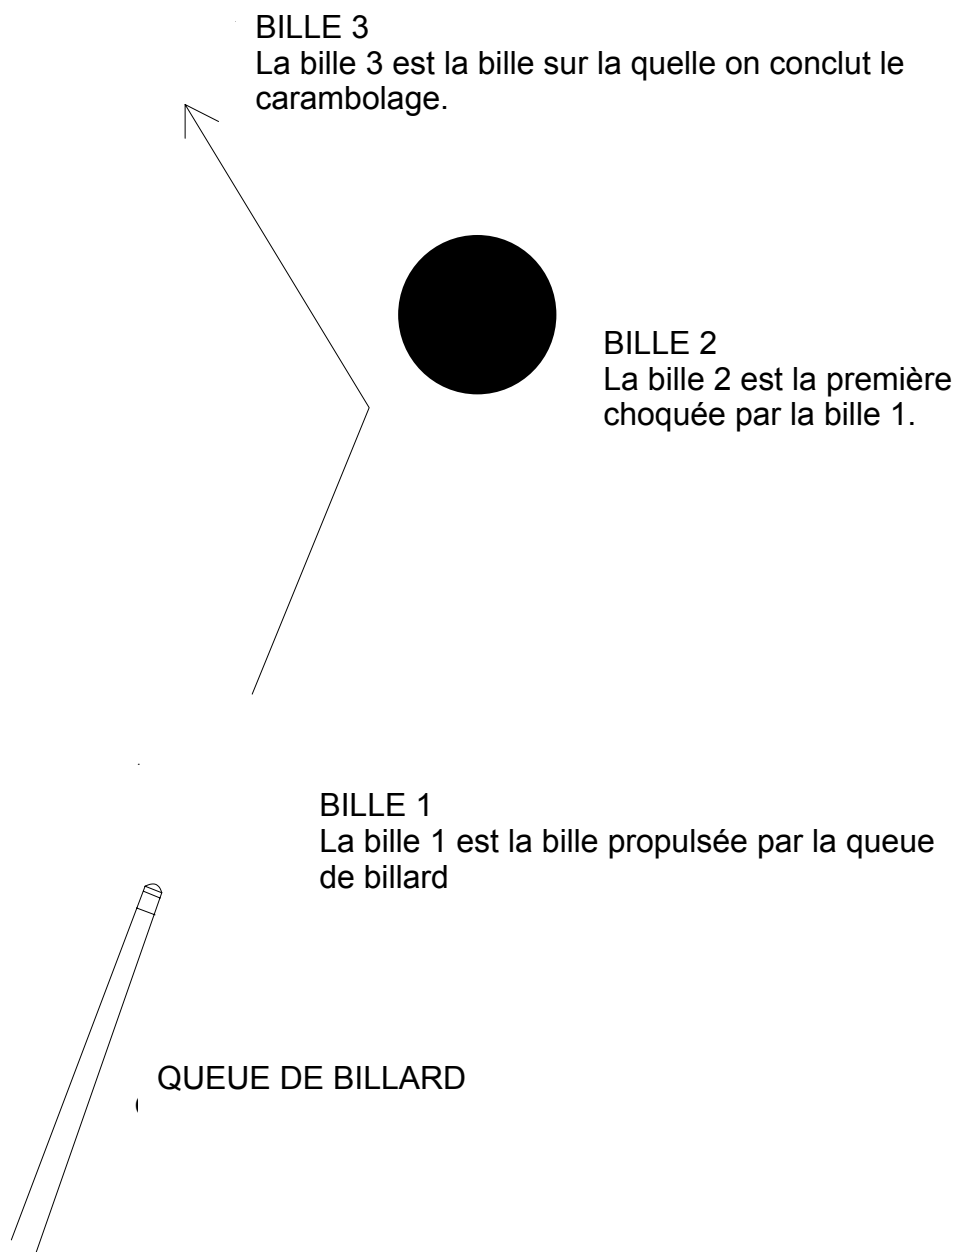 BILLE 3
La bille 3 est la bille sur la quelle on conclut le
carambolage.
BILLE 2
La bille 2 est la première
choquée par la bille 1.
BILLE 1
La bille 1 est la bille propulsée par la queue
de billard
QUEUE DE BILLARD